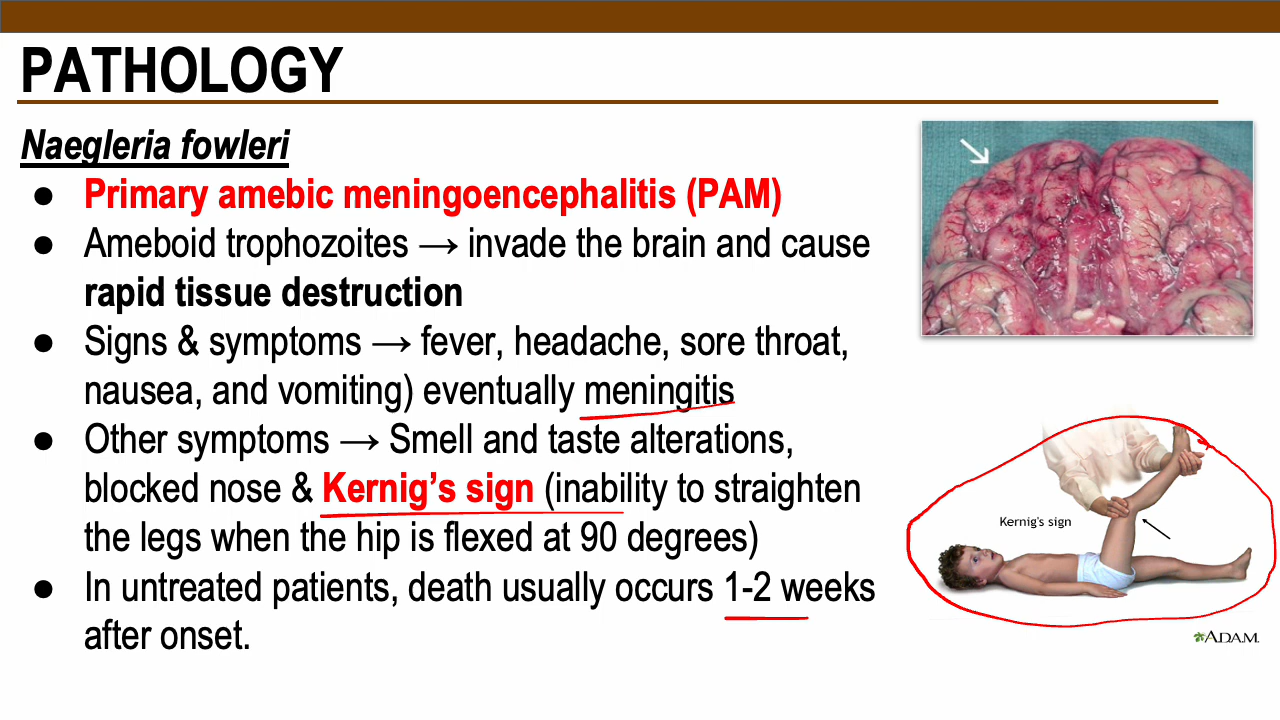 PATHOLOGY
Naegleria fowleri
● Primary amebic meningoencephalitis (PAM)
● Ameboid trophozoites → invade the brain and cause
rapid tissue destruction
● Signs & symptoms → fever, headache, sore throat,
nausea, and vomiting) eventually meningitis
● Other symptoms → Smell and taste alterations,
blocked nose & Kernig’s sign (inability to straighten
the legs when the hip is flexed at 90 degrees)
● In untreated patients, death usually occurs 1-2 weeks
after onset.
Kernig's sign
ADAM.